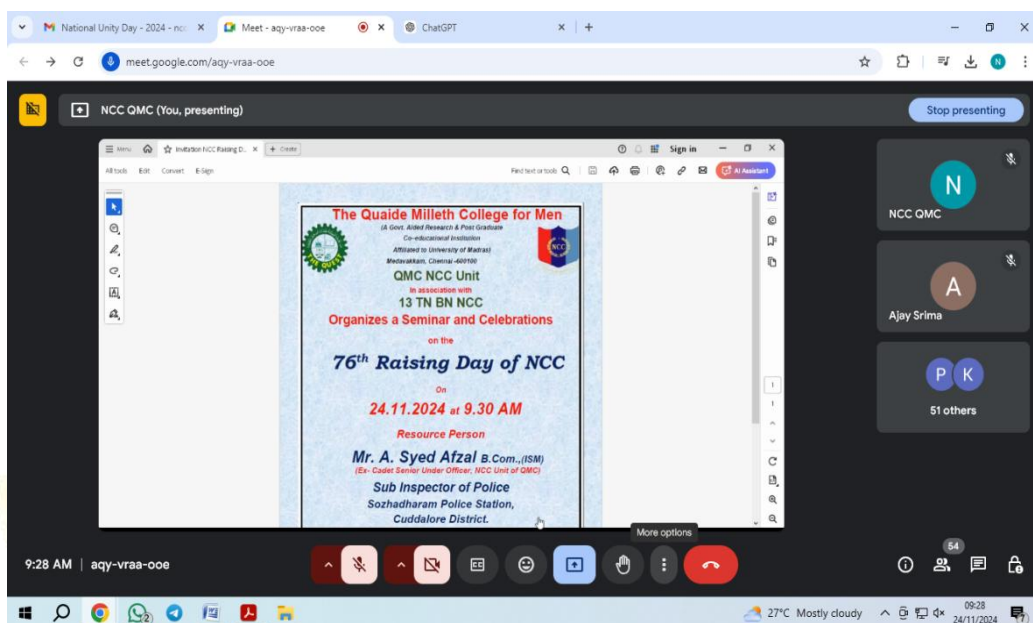 National Unity Day - 2024 - ncc
Meet - aqy-vraa-ooe
ChatGPT
meet.google.com/aqy-vraa-ooe
N
NCC QMC (You, presenting)
Stop presenting
Menu
Invitation NCC Raising D...
+ Create
Sign in
All tools Edit Convert E-Sign
Find text or tools
AI Assistant
The Quaide Milleth College for Men
(A Govt. Aided Research & Post Graduate
Co-educational Institution
Affiliated to University of Madras)
Medavakkam, Chennai -600100
NCC
QMC NCC Unit
In association with
13 TN BN NCC
Organizes a Seminar and Celebrations
on the
76th Raising Day of NCC
On
24.11.2024 at 9.30 AM
Resource Person
Mr. A. Syed Afzal B.Com.,(ISM)
(Ex- Cadet Senior Under Officer, NCC Unit of QMC)
Sub Inspector of Police
Sozhadharam Police Station,
Cuddalore District.
1
1
N
NCC QMC
A
Ajay Srima
P K
51 others
More options
9:28 AM | aqy-vraa-ooe
54
27°C Mostly cloudy
09:28
24/11/2024